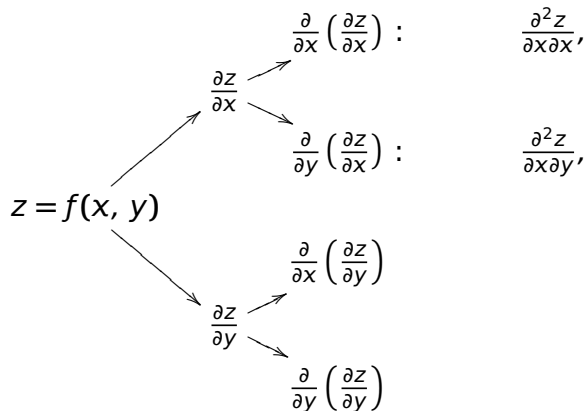 ∂/∂x (∂z/∂x) : ∂²z/∂x∂x,
∂z/∂x
∂/∂y (∂z/∂x) : ∂²z/∂x∂y,
z = f(x, y)
∂/∂x (∂z/∂y)
∂z/∂y
∂/∂y (∂z/∂y)